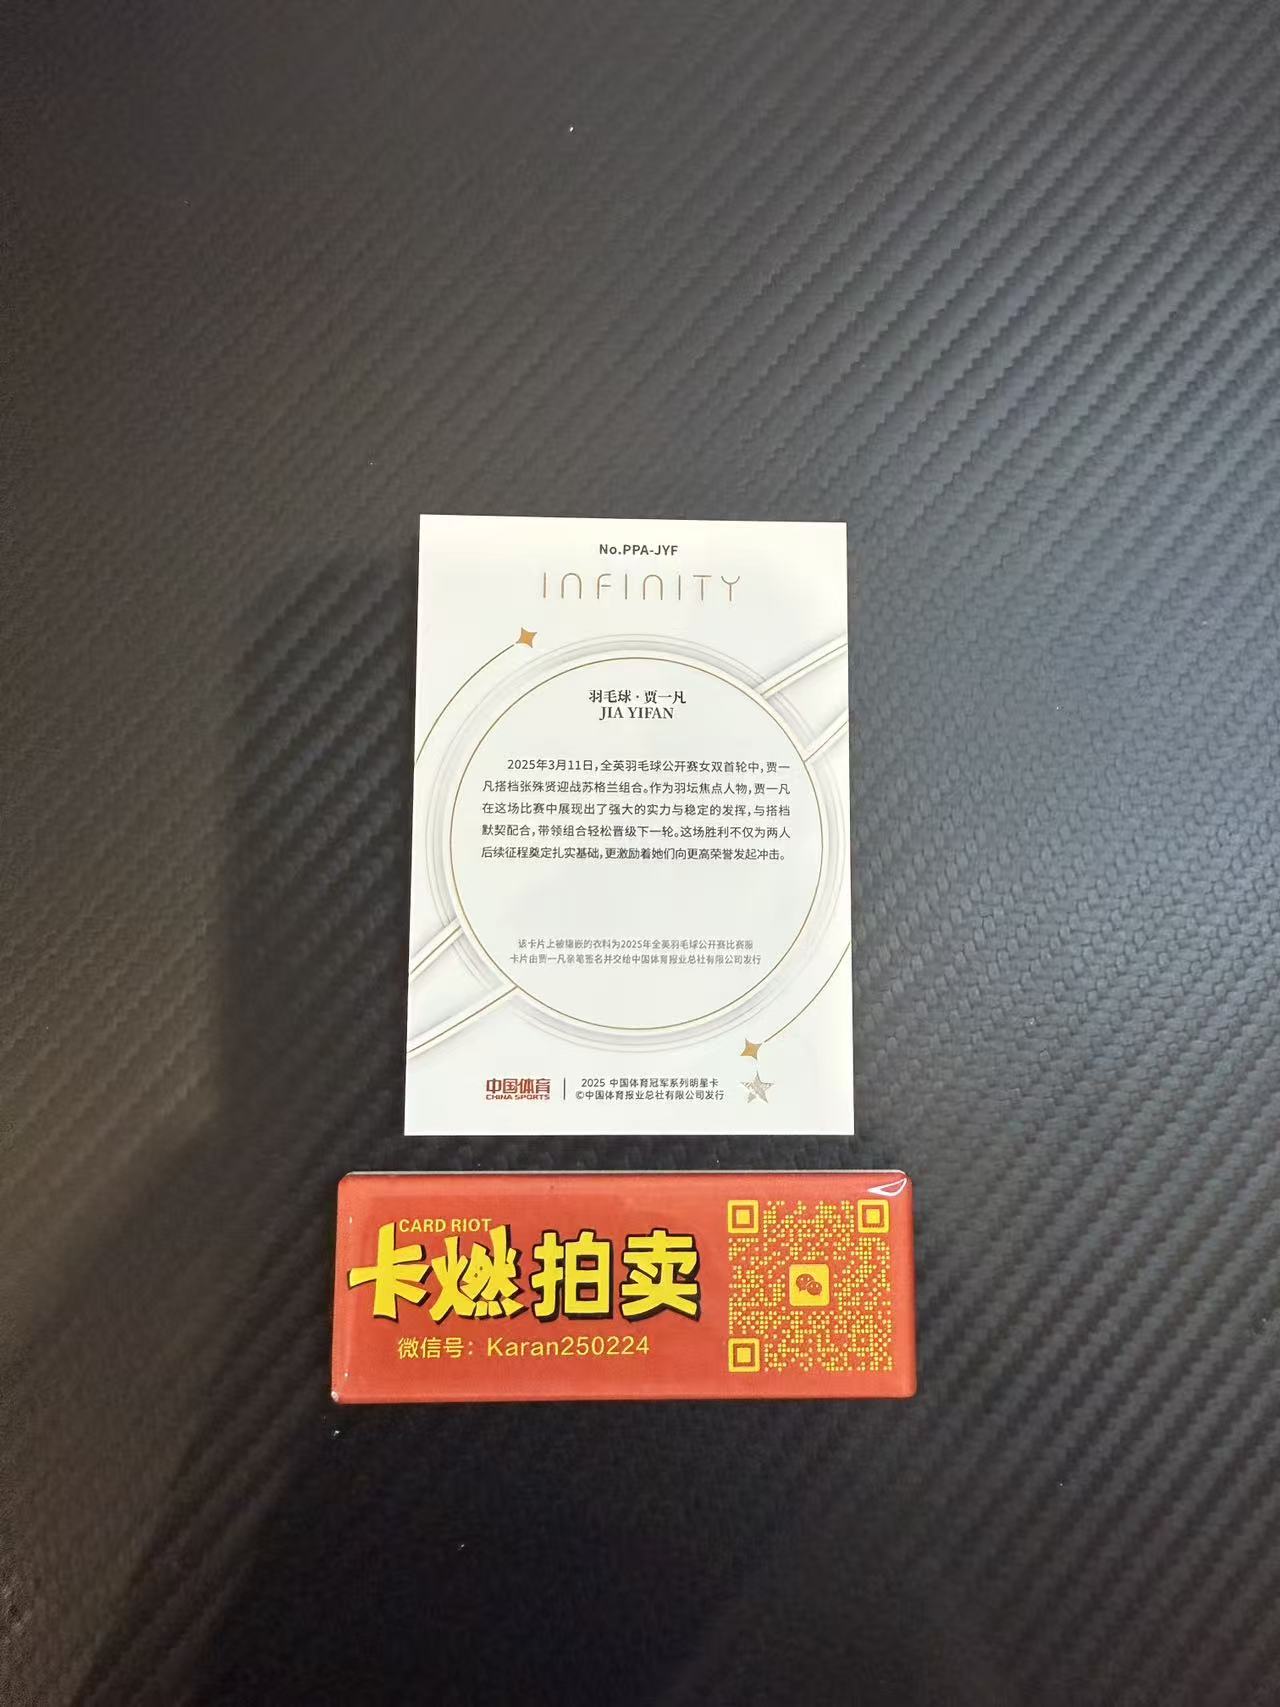 No.PPA-JYF
INFINITY
羽毛球·贾一凡
JIA YIFAN
2025年3月11日,全英羽毛球公开赛女双首轮中,贾一
凡搭档张殊贤迎战苏格兰组合。作为羽坛焦点人物,贾一凡
在这场比赛中展现出了强大的实力与稳定的发挥,与搭档
默契配合,带领组合轻松晋级下一轮。这场胜利不仅为两人
后续征程奠定扎实基础,更激励着她们向更高荣誉发起冲击。
该卡片上被镶嵌的衣料为2025年全英羽毛球公开赛比赛服
卡片由贾一凡亲笔签名并交给中国体育报业总社有限公司发行
中国体育
CHINA SPORTS
2025 中国体育冠军系列明星卡
©中国体育报业总社有限公司发行
CARD RIOT
卡燃拍卖
微信号：Karan250224